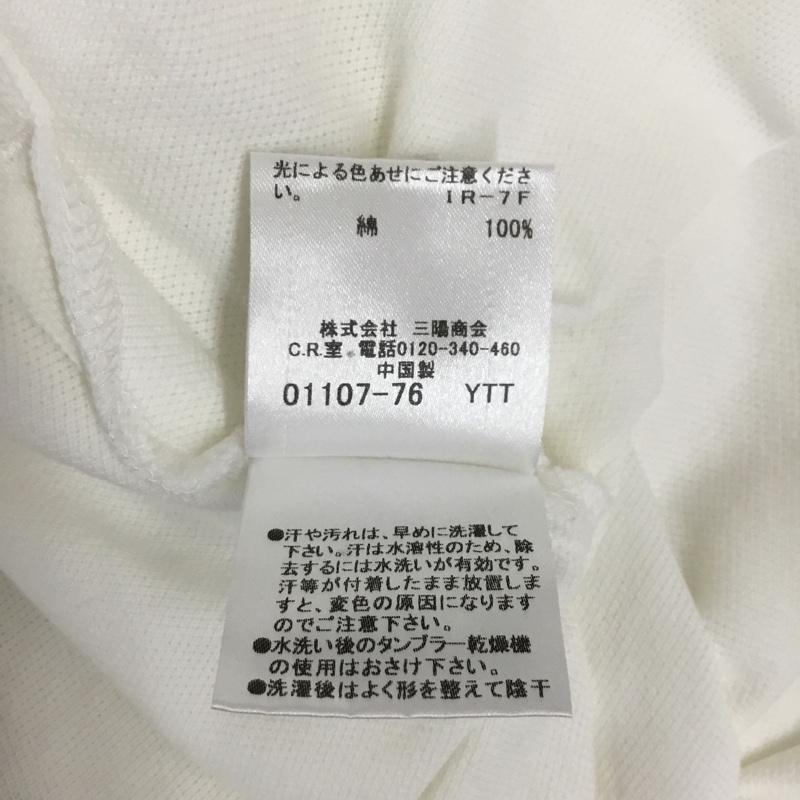 光による色あせにご注意くださ
い。 IR-7F
綿 100%
株式会社 三陽商会
C.R.室 電話0120-340-460
中国製
01107-76 YTT
●汗や汚れは、早めに洗濯して
下さい。汗は水溶性のため、除
去するには水洗いが有効です。
汗等が付着したまま放置しま
すと、変色の原因になります
のでご注意下さい。
●水洗い後のタンブラー乾燥機
の使用はおさけ下さい。
●洗濯後はよく形を整えて陰干